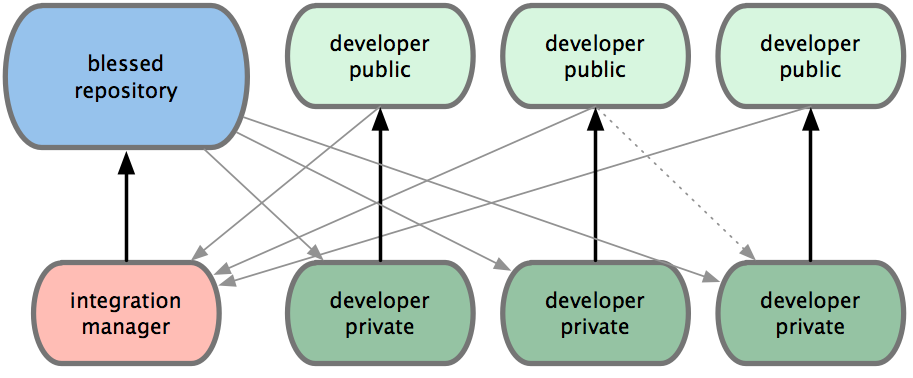 blessed
repository
developer
public
developer
public
developer
public
integration
manager
developer
private
developer
private
developer
private